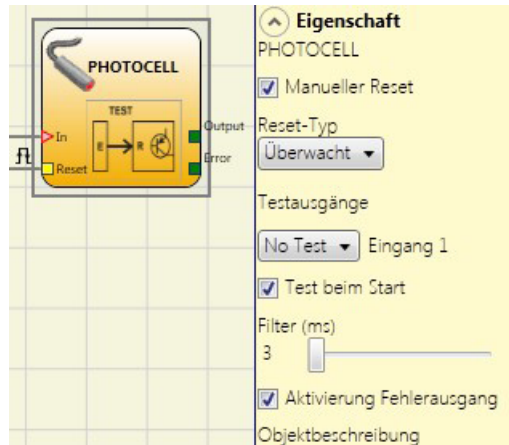 PHOTOCELL
TEST
E
R
In
Reset
Output
Error
Eigenschaft
PHOTOCELL
Manueller Reset
Reset-Typ
Überwacht
Testausgänge
No Test Eingang 1
Test beim Start
Filter (ms)
3
Aktivierung Fehlerausgang
Objektbeschreibung